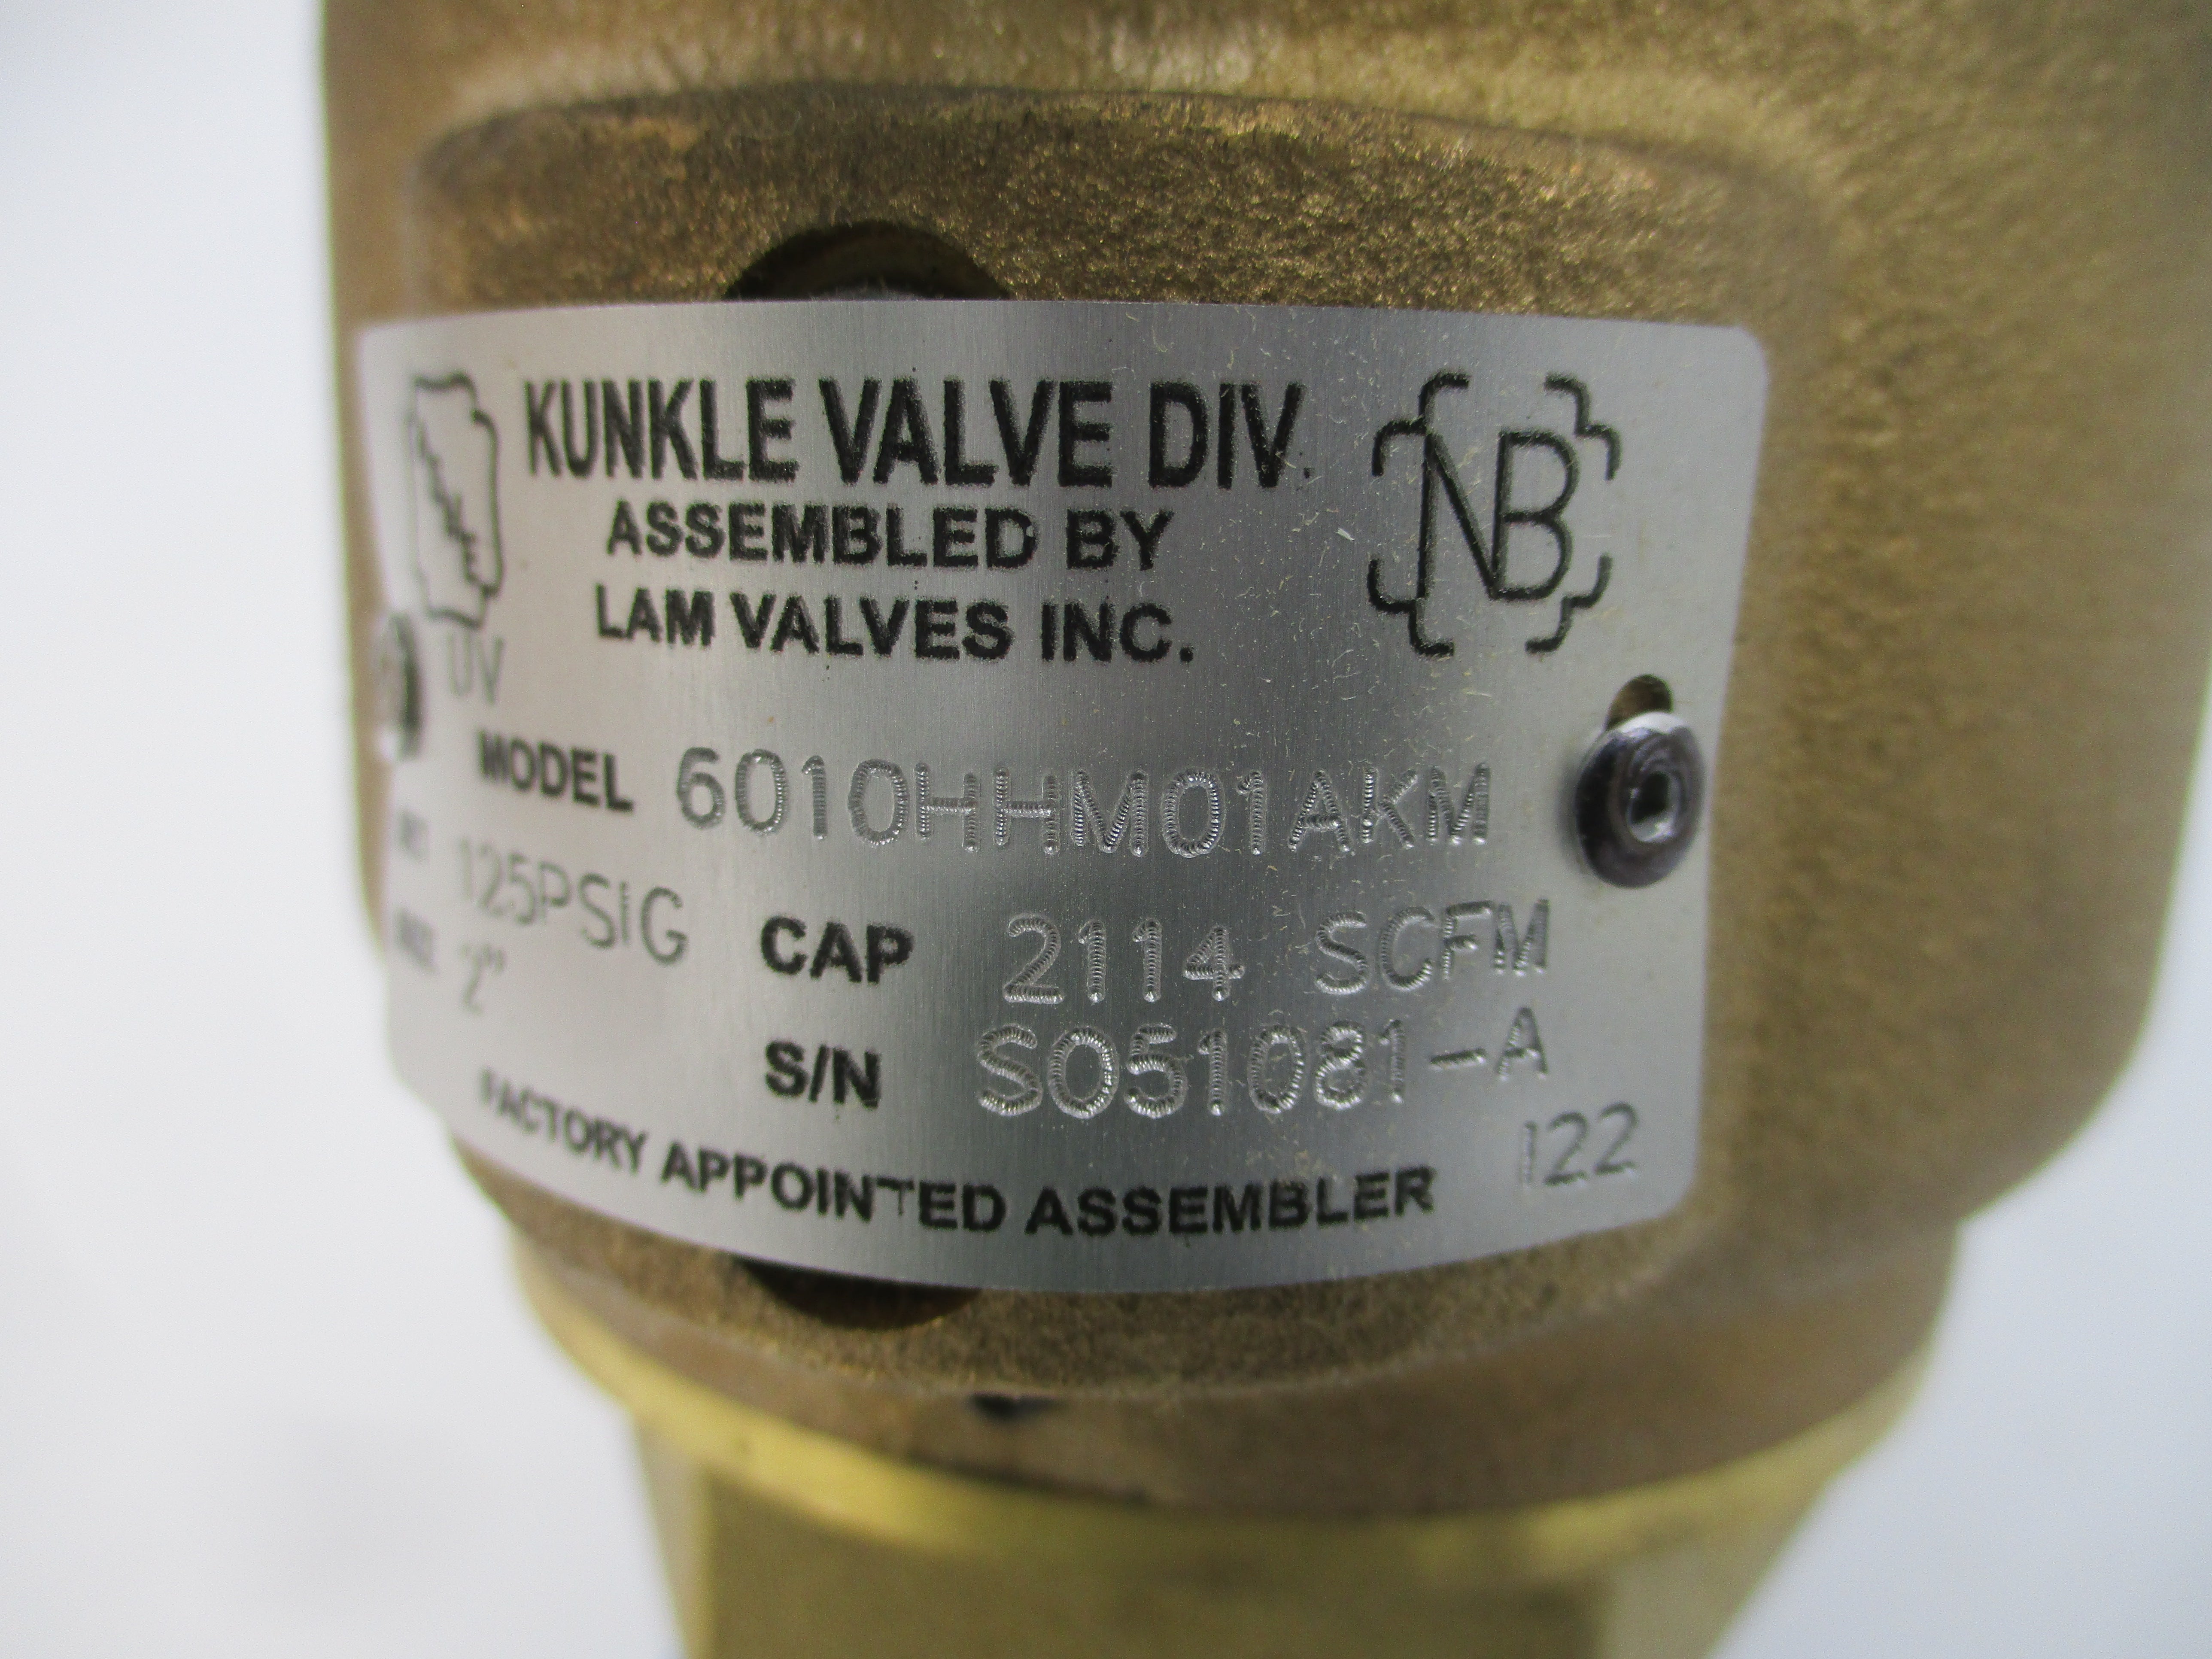 KUNKLE VALVE DIV.
NB
ASSEMBLED BY
LAM VALVES INC.
UV
MODEL 6010HHM01AKM
125PSIG CAP 2114 SCFM
2"
S/N S051081-A
FACTORY APPOINTED ASSEMBLER 122